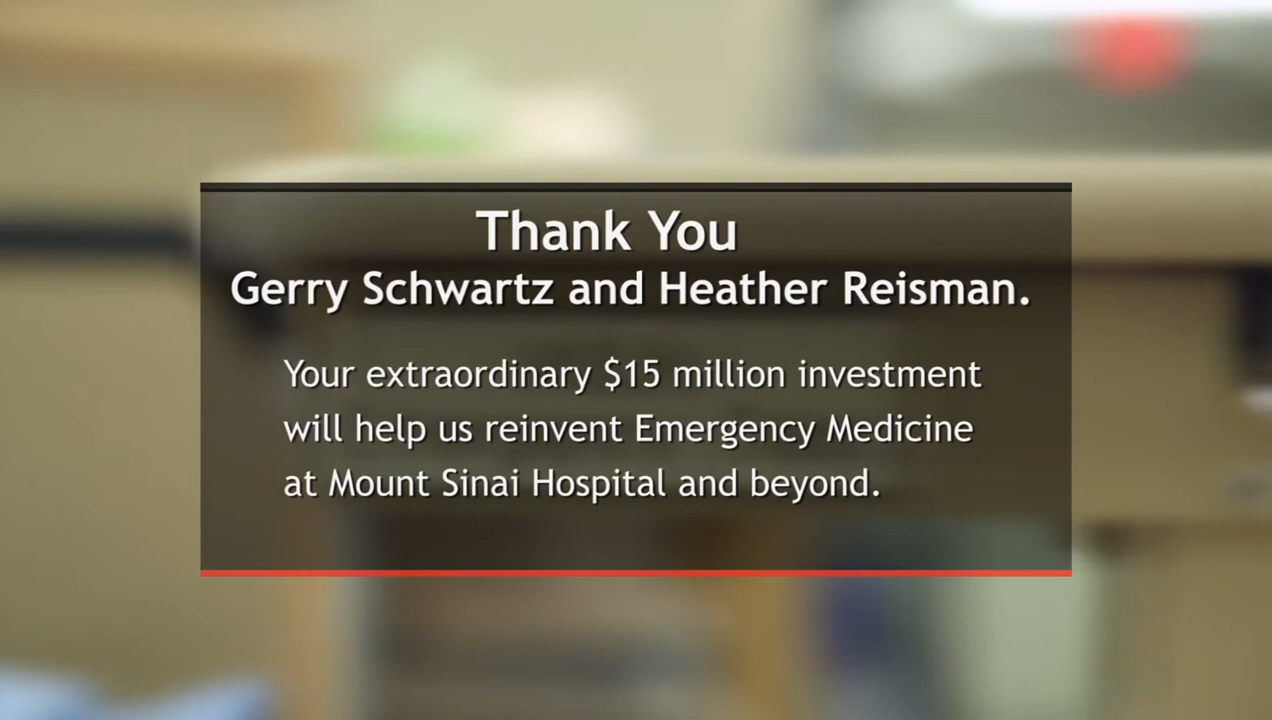 Thank You
Gerry Schwartz and Heather Reisman.
Your extraordinary $15 million investment
will help us reinvent Emergency Medicine
at Mount Sinai Hospital and beyond.